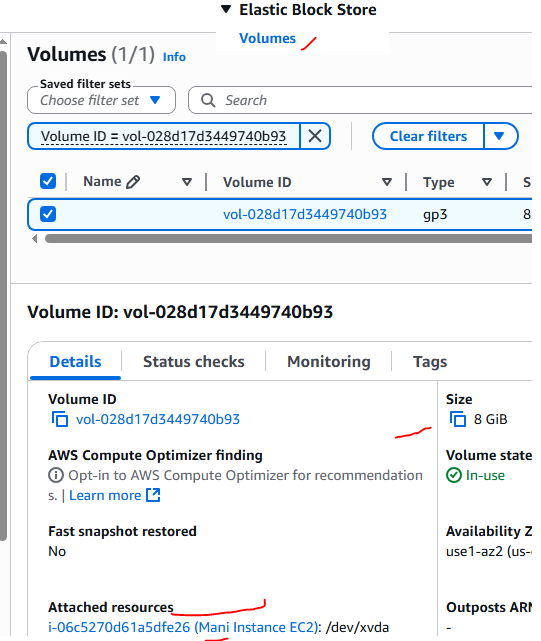 ▼ Elastic Block Store
Volumes
Volumes (1/1) Info
Saved filter sets
Choose filter set
Search
Volume ID = vol-028d17d3449740b93
Clear filters
Name Volume ID Type S
vol-028d17d3449740b93 gp3 8
Volume ID: vol-028d17d3449740b93
Details Status checks Monitoring Tags
Volume ID
vol-028d17d3449740b93
AWS Compute Optimizer finding
Opt-in to AWS Compute Optimizer for recommendation
s. | Learn more
Fast snapshot restored
No
Attached resources
i-06c5270d61a5dfe26 (Mani Instance EC2): /dev/xvda
Size
8 GiB
Volume state
In-use
Availability Z
use1-az2 (us-
Outposts ARN
-